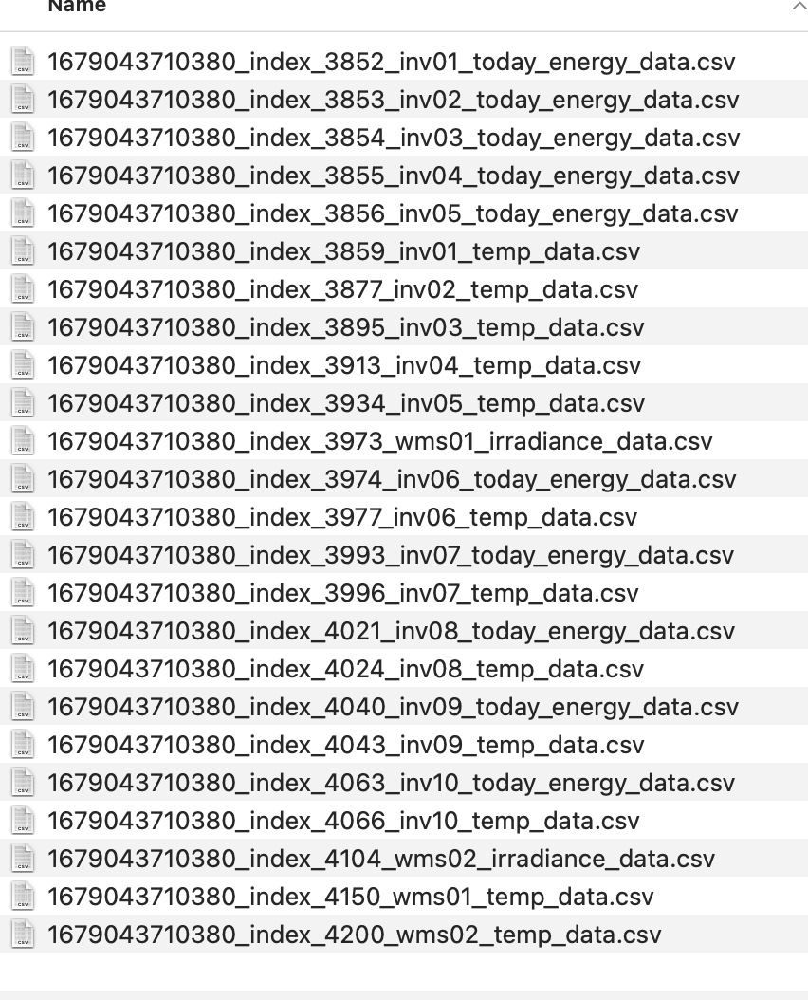 Name
1679043710380_index_3852_inv01_today_energy_data.csv
1679043710380_index_3853_inv02_today_energy_data.csv
1679043710380_index_3854_inv03_today_energy_data.csv
1679043710380_index_3855_inv04_today_energy_data.csv
1679043710380_index_3856_inv05_today_energy_data.csv
1679043710380_index_3859_inv01_temp_data.csv
1679043710380_index_3877_inv02_temp_data.csv
1679043710380_index_3895_inv03_temp_data.csv
1679043710380_index_3913_inv04_temp_data.csv
1679043710380_index_3934_inv05_temp_data.csv
1679043710380_index_3973_wms01_irradiance_data.csv
1679043710380_index_3974_inv06_today_energy_data.csv
1679043710380_index_3977_inv06_temp_data.csv
1679043710380_index_3993_inv07_today_energy_data.csv
1679043710380_index_3996_inv07_temp_data.csv
1679043710380_index_4021_inv08_today_energy_data.csv
1679043710380_index_4024_inv08_temp_data.csv
1679043710380_index_4040_inv09_today_energy_data.csv
1679043710380_index_4043_inv09_temp_data.csv
1679043710380_index_4063_inv10_today_energy_data.csv
1679043710380_index_4066_inv10_temp_data.csv
1679043710380_index_4104_wms02_irradiance_data.csv
1679043710380_index_4150_wms01_temp_data.csv
1679043710380_index_4200_wms02_temp_data.csv